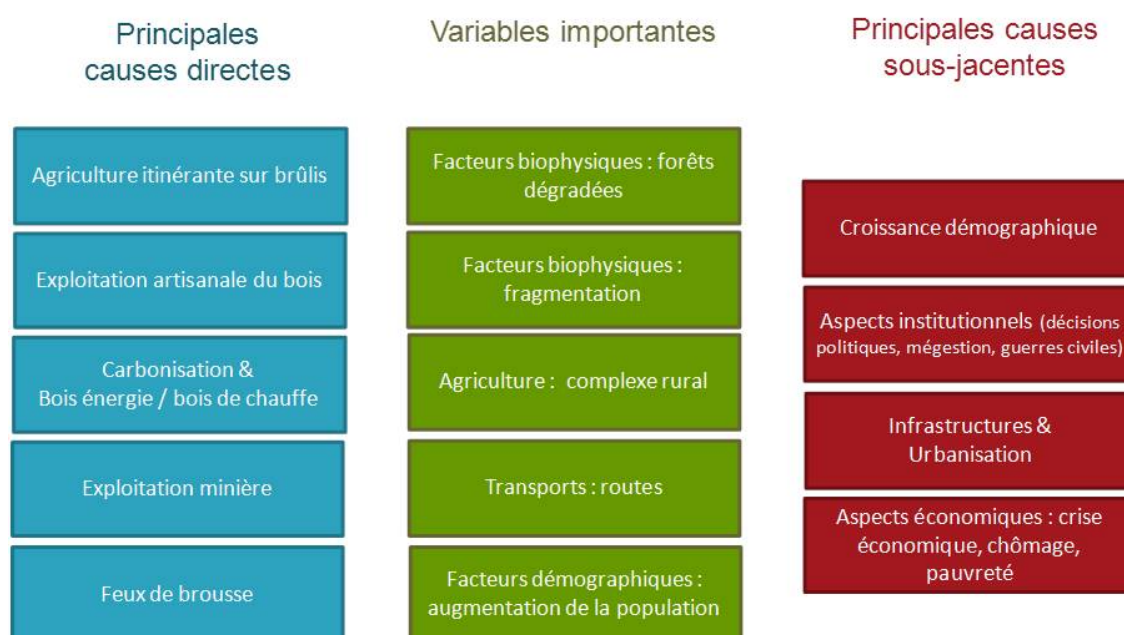 Principales
causes directes
Agriculture itinérante sur brûlis
Exploitation artisanale du bois
Carbonisation &
Bois énergie / bois de chauffe
Exploitation minière
Feux de brousse
Variables importantes
Facteurs biophysiques : forêts
dégradées
Facteurs biophysiques :
fragmentation
Agriculture : complexe rural
Transports : routes
Facteurs démographiques :
augmentation de la population
Principales causes
sous-jacentes
Croissance démographique
Aspects institutionnels (décisions
politiques, mégestion, guerres civiles)
Infrastructures &
Urbanisation
Aspects économiques : crise
économique, chômage,
pauvreté